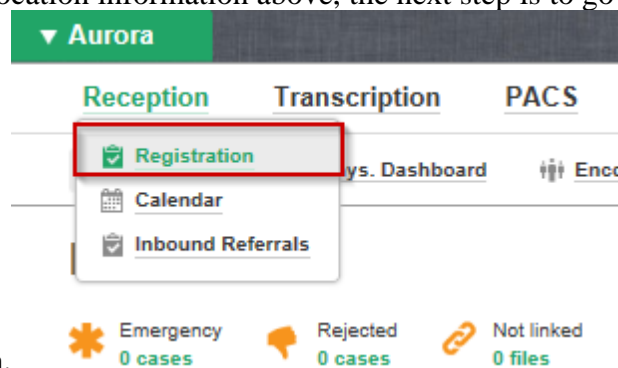 ocation information above, the next step is to go
▼ Aurora
Reception Transcription PACS
Registration
ys. Dashboard Enco
Calendar
Inbound Referrals
Emergency Rejected Not linked
0 cases 0 cases 0 files